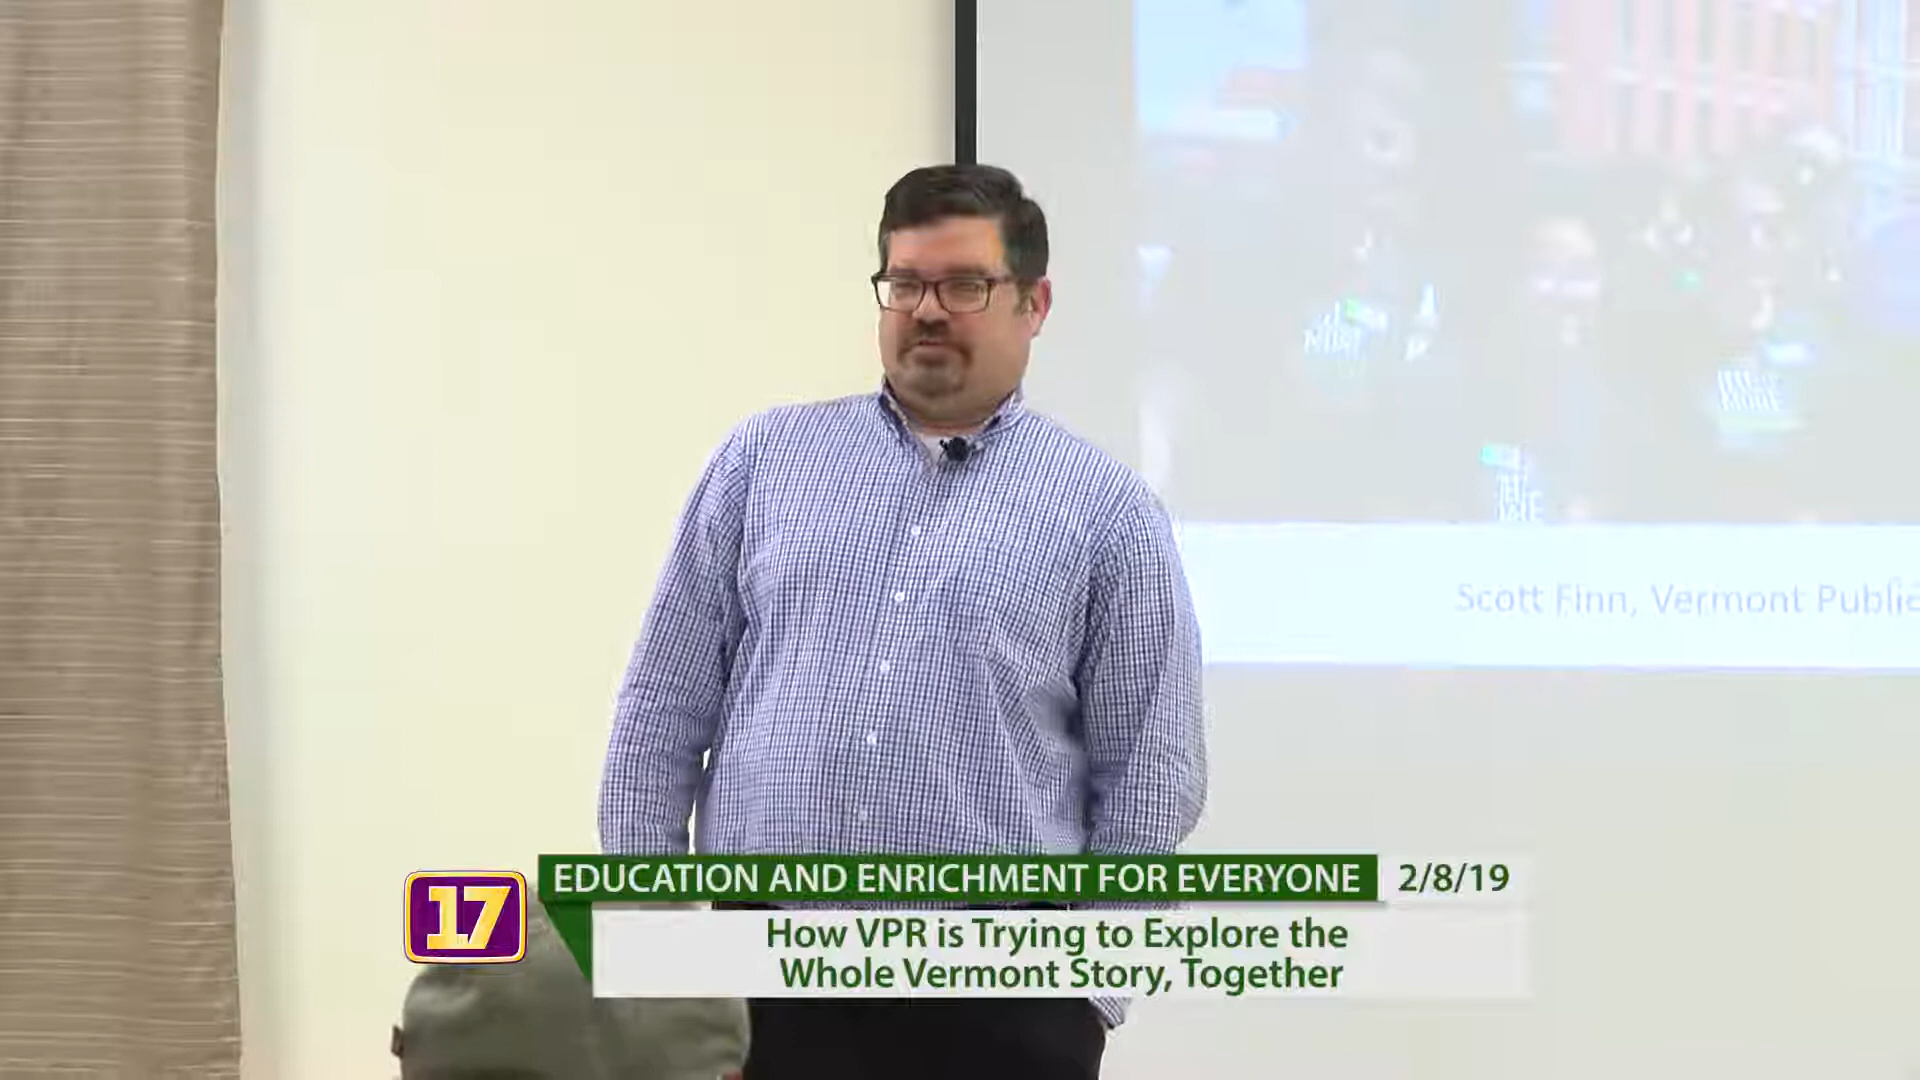 Scott Finn, Vermont Public
17
EDUCATION AND ENRICHMENT FOR EVERYONE 2/8/19
How VPR is Trying to Explore the
Whole Vermont Story, Together